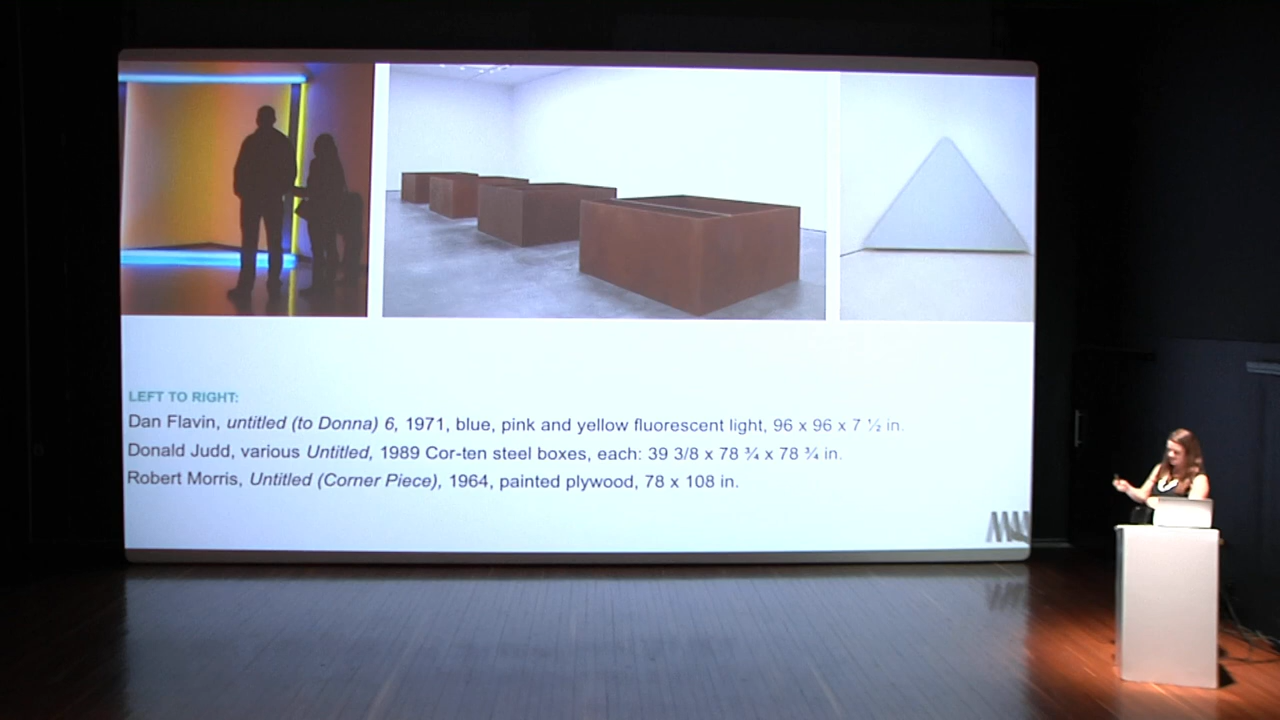 LEFT TO RIGHT:
Dan Flavin, untitled (to Donna) 6, 1971, blue, pink and yellow fluorescent light, 96 x 96 x 7 ½ in.
Donald Judd, various Untitled, 1989 Cor-ten steel boxes, each: 39 3/8 x 78 ¾ x 78 ¾ in.
Robert Morris, Untitled (Corner Piece), 1964, painted plywood, 78 x 108 in.